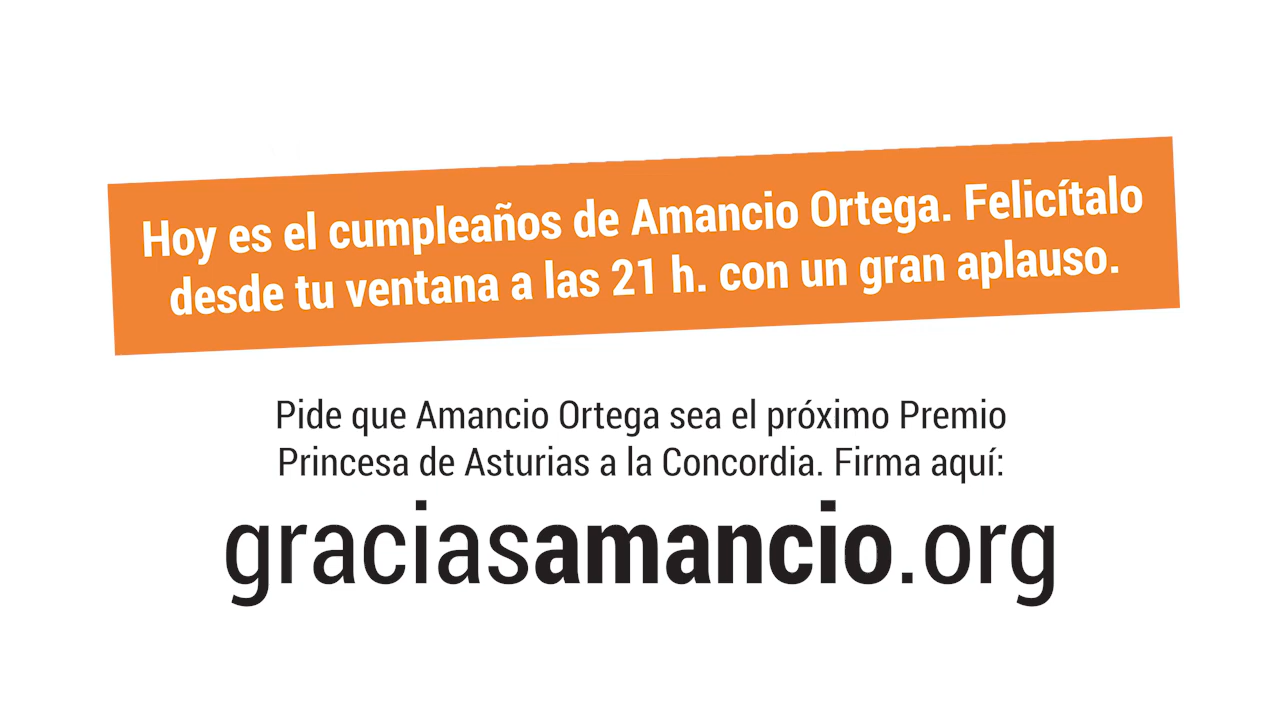 Hoy es el cumpleaños de Amancio Ortega. Felicítalo
desde tu ventana a las 21 h. con un gran aplauso.
Pide que Amancio Ortega sea el próximo Premio
Princesa de Asturias a la Concordia. Firma aquí:
graciasamancio.org